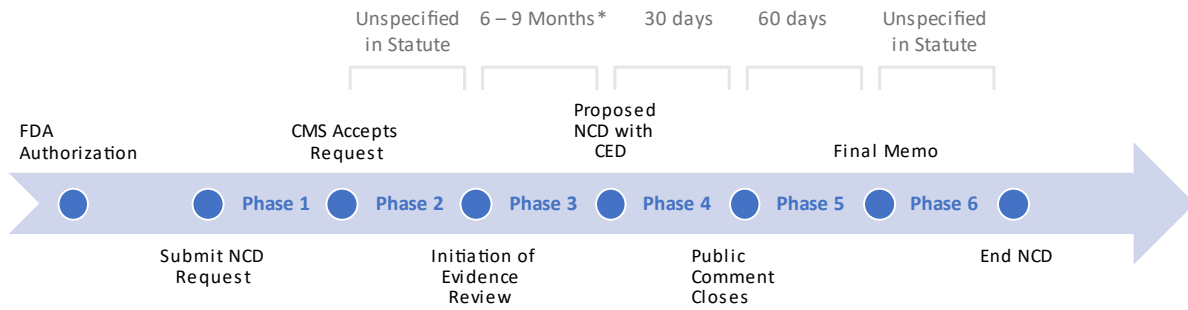 Unspecified
in Statute
6 – 9 Months*
30 days
60 days
Unspecified
in Statute
FDA
Authorization
CMS Accepts
Request
Proposed
NCD with
CED
Final Memo
Phase 1
Phase 2
Phase 3
Phase 4
Phase 5
Phase 6
Submit NCD
Request
Initiation of
Evidence
Review
Public
Comment
Closes
End NCD